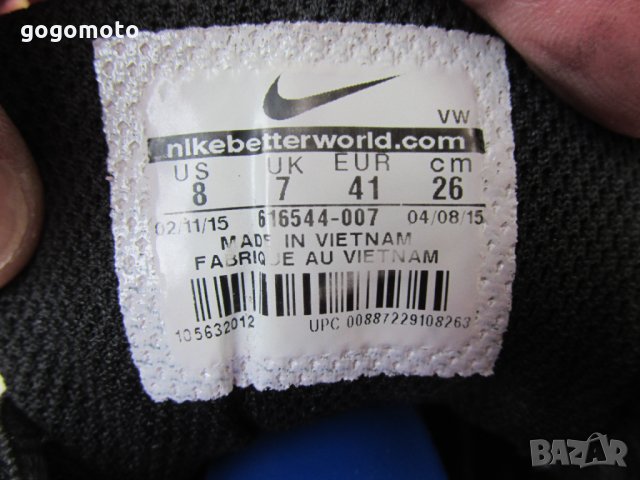 gogomoto
VW
nikebetterworld.com
US UK EUR cm
8 7 41 26
02/11/15 616544-007 04/08/15
MADE IN VIETNAM
FABRIQUE AU VIETNAM
105632012 UPC 00887229108263
BAZAR